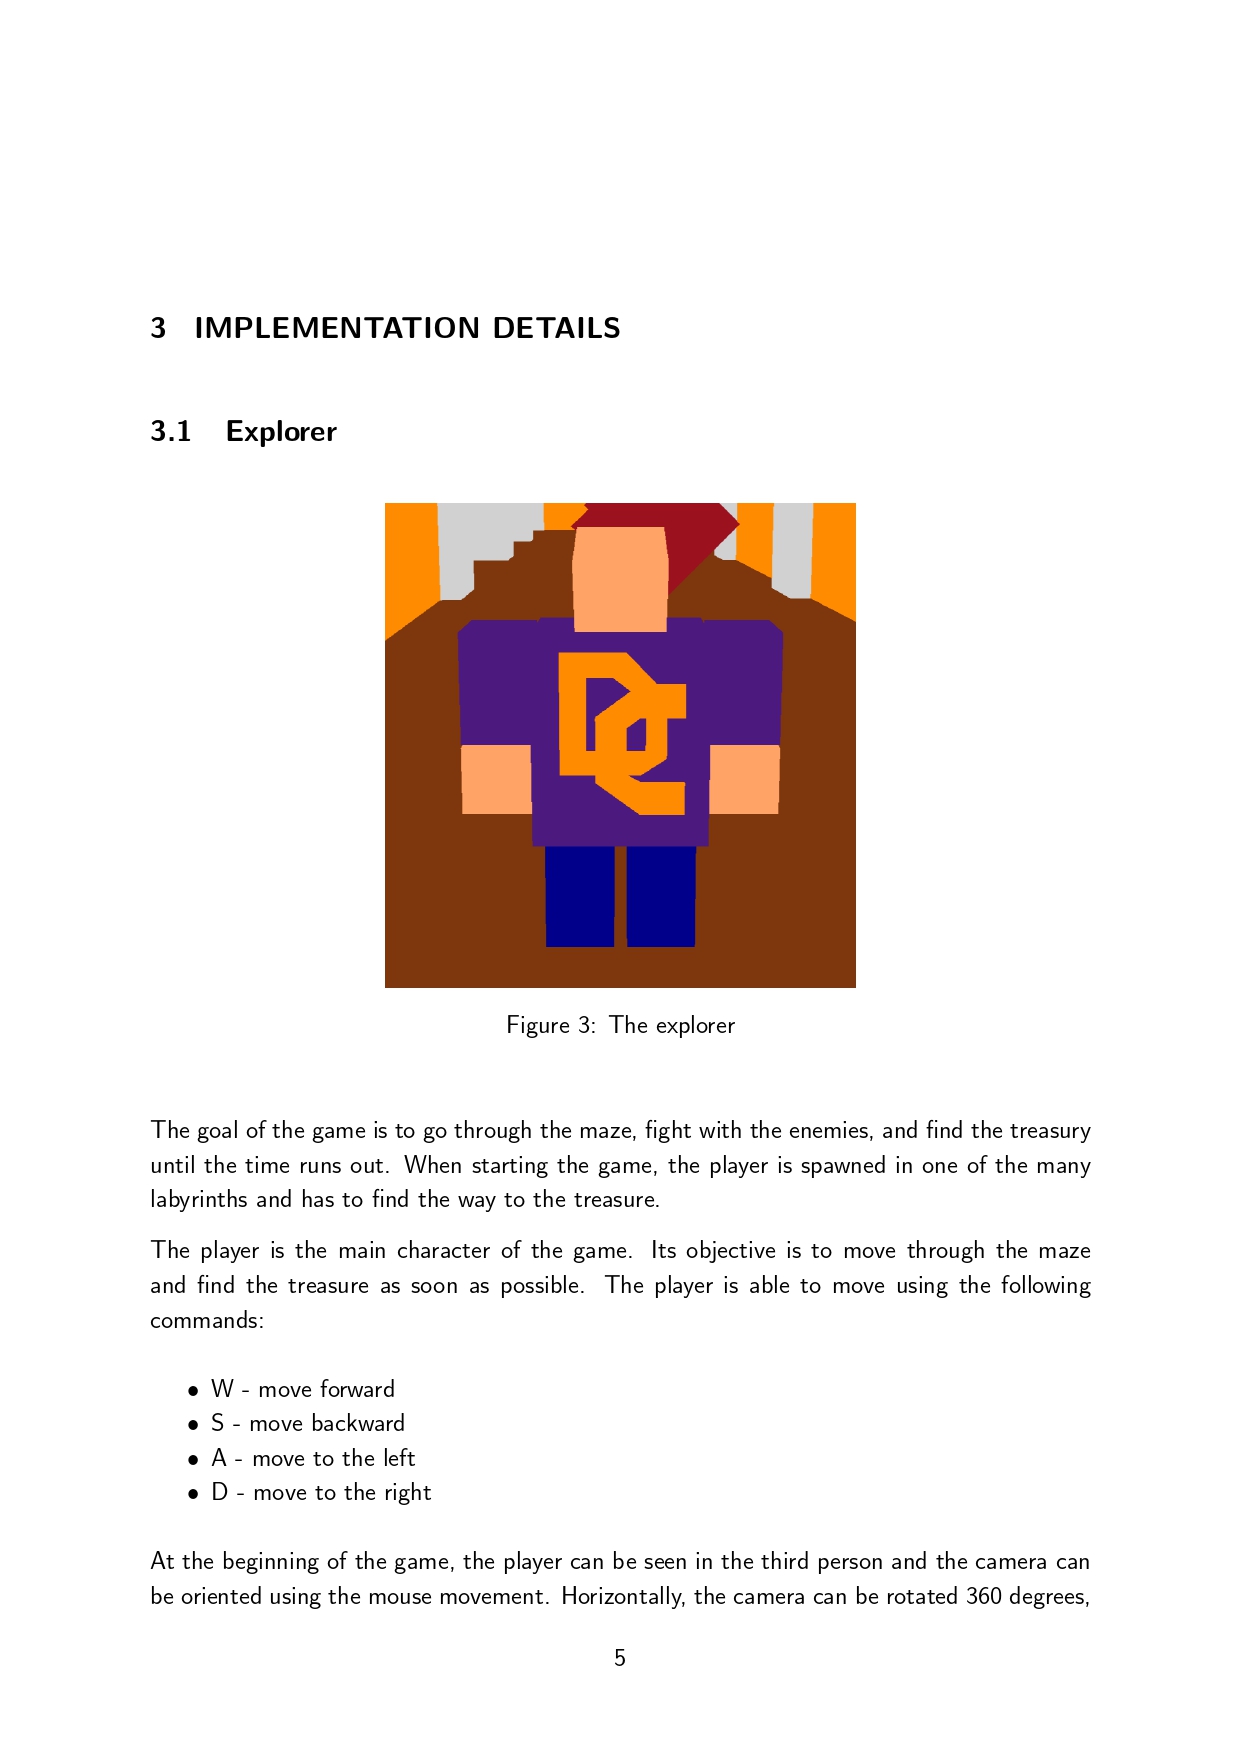 3 IMPLEMENTATION DETAILS
3.1 Explorer
DC
Figure 3: The explorer
The goal of the game is to go through the maze, fight with the enemies, and find the treasury
until the time runs out. When starting the game, the player is spawned in one of the many
labyrinths and has to find the way to the treasure.
The player is the main character of the game. Its objective is to move through the maze
and find the treasure as soon as possible. The player is able to move using the following
commands:
• W - move forward
• S - move backward
• A - move to the left
• D - move to the right
At the beginning of the game, the player can be seen in the third person and the camera can
be oriented using the mouse movement. Horizontally, the camera can be rotated 360 degrees,
5